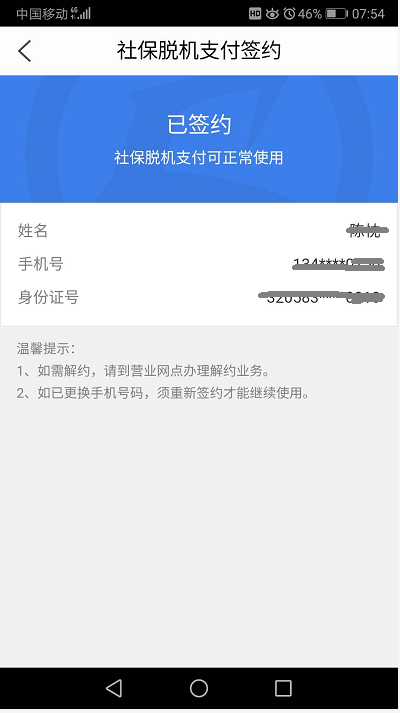 中国移动 4G HD 46% 07:54
社保脱机支付签约
已签约
社保脱机支付可正常使用
姓名
手机号
身份证号
温馨提示：
1、如需解约，请到营业网点办理解约业务。
2、如已更换手机号码，须重新签约才能继续使用。